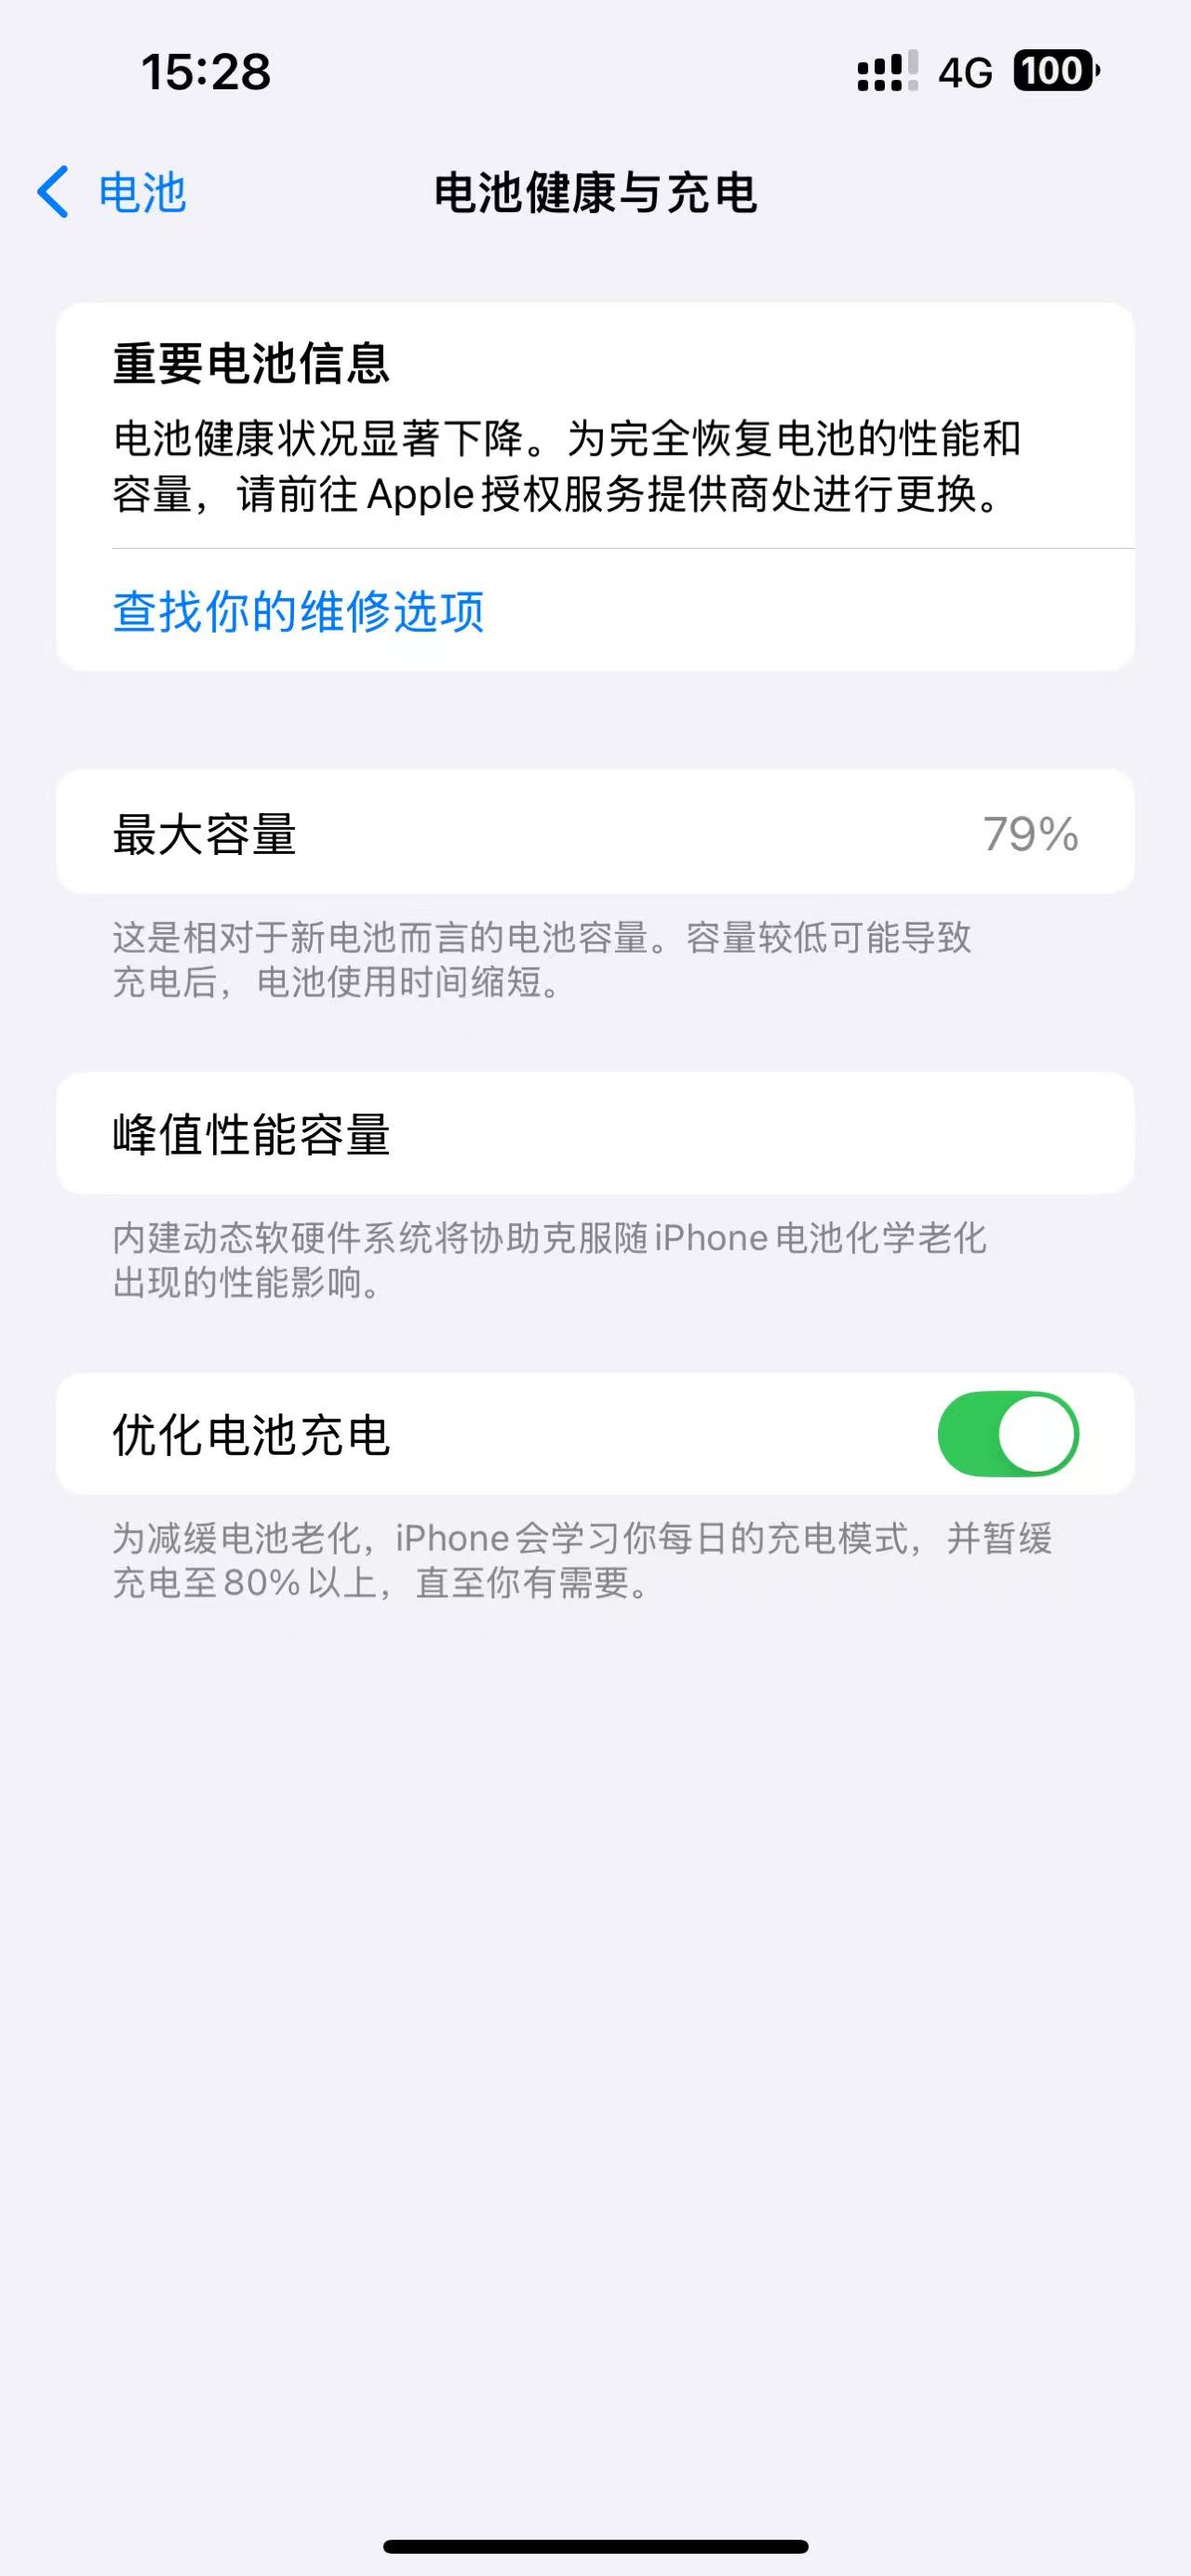 15:28 4G 100
电池 电池健康与充电
重要电池信息
电池健康状况显著下降。为完全恢复电池的性能和
容量，请前往 Apple 授权服务提供商处进行更换。
查找你的维修选项
最大容量 79%
这是相对于新电池而言的电池容量。容量较低可能导致
充电后，电池使用时间缩短。
峰值性能容量
内建动态软硬件系统将协助克服随 iPhone 电池化学老化
出现的性能影响。
优化电池充电
为减缓电池老化，iPhone 会学习你每日的充电模式，并暂缓
充电至 80% 以上，直至你有需要。